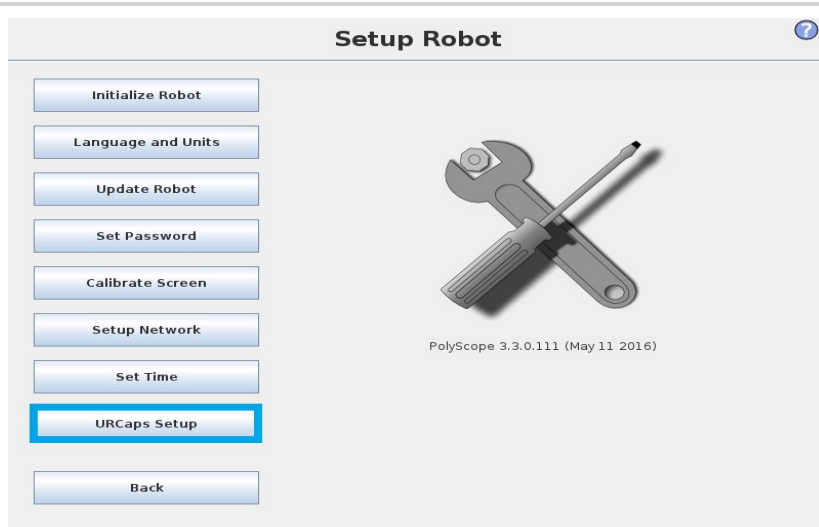 Setup Robot
?
Initialize Robot
Language and Units
Update Robot
Set Password
Calibrate Screen
Setup Network
PolyScope 3.3.0.111 (May 11 2016)
Set Time
URCaps Setup
Back